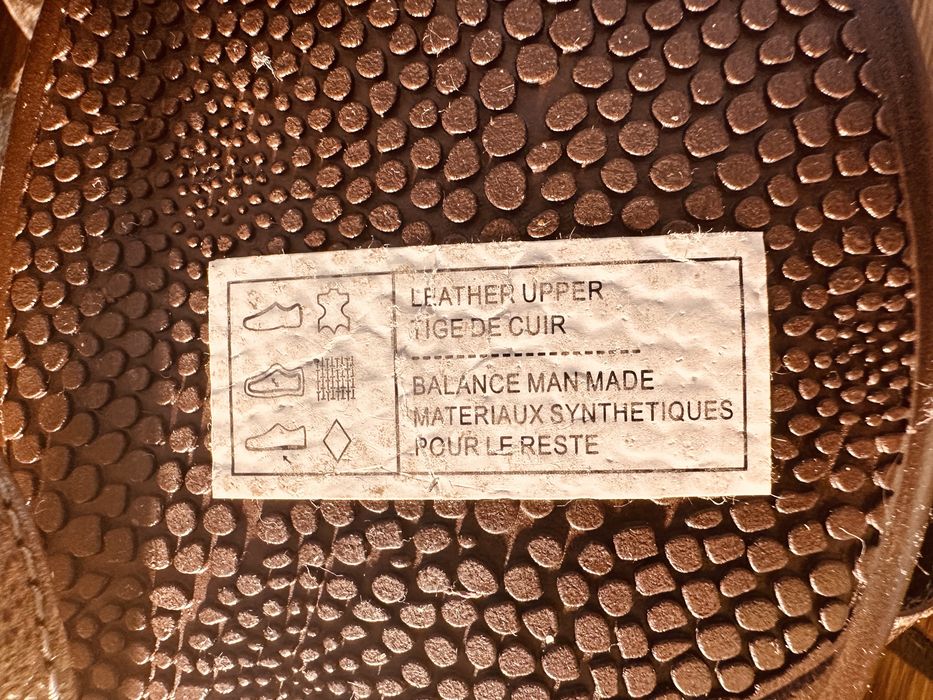 LEATHER UPPER
TIGE DE CUIR
BALANCE MAN MADE
MATERIAUX SYNTHETIQUES
POUR LE RESTE